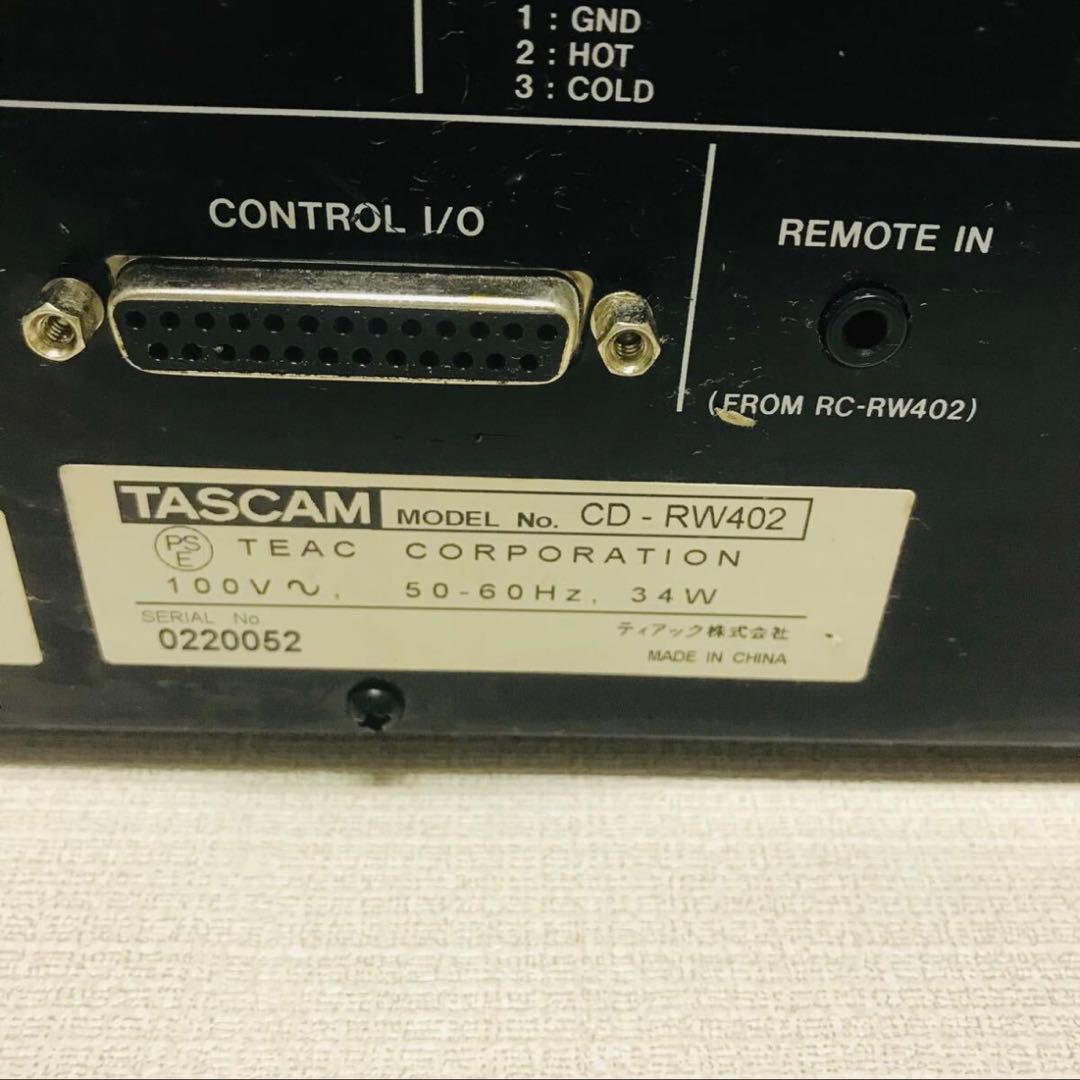 1 : GND
2 : HOT
3 : COLD
CONTROL I/O
REMOTE IN
(FROM RC-RW402)
TASCAM MODEL No. CD-RW402
PSE TEAC CORPORATION
100V∿, 50-60Hz, 34W
SERIAL No. ティアック株式会社
0220052 MADE IN CHINA